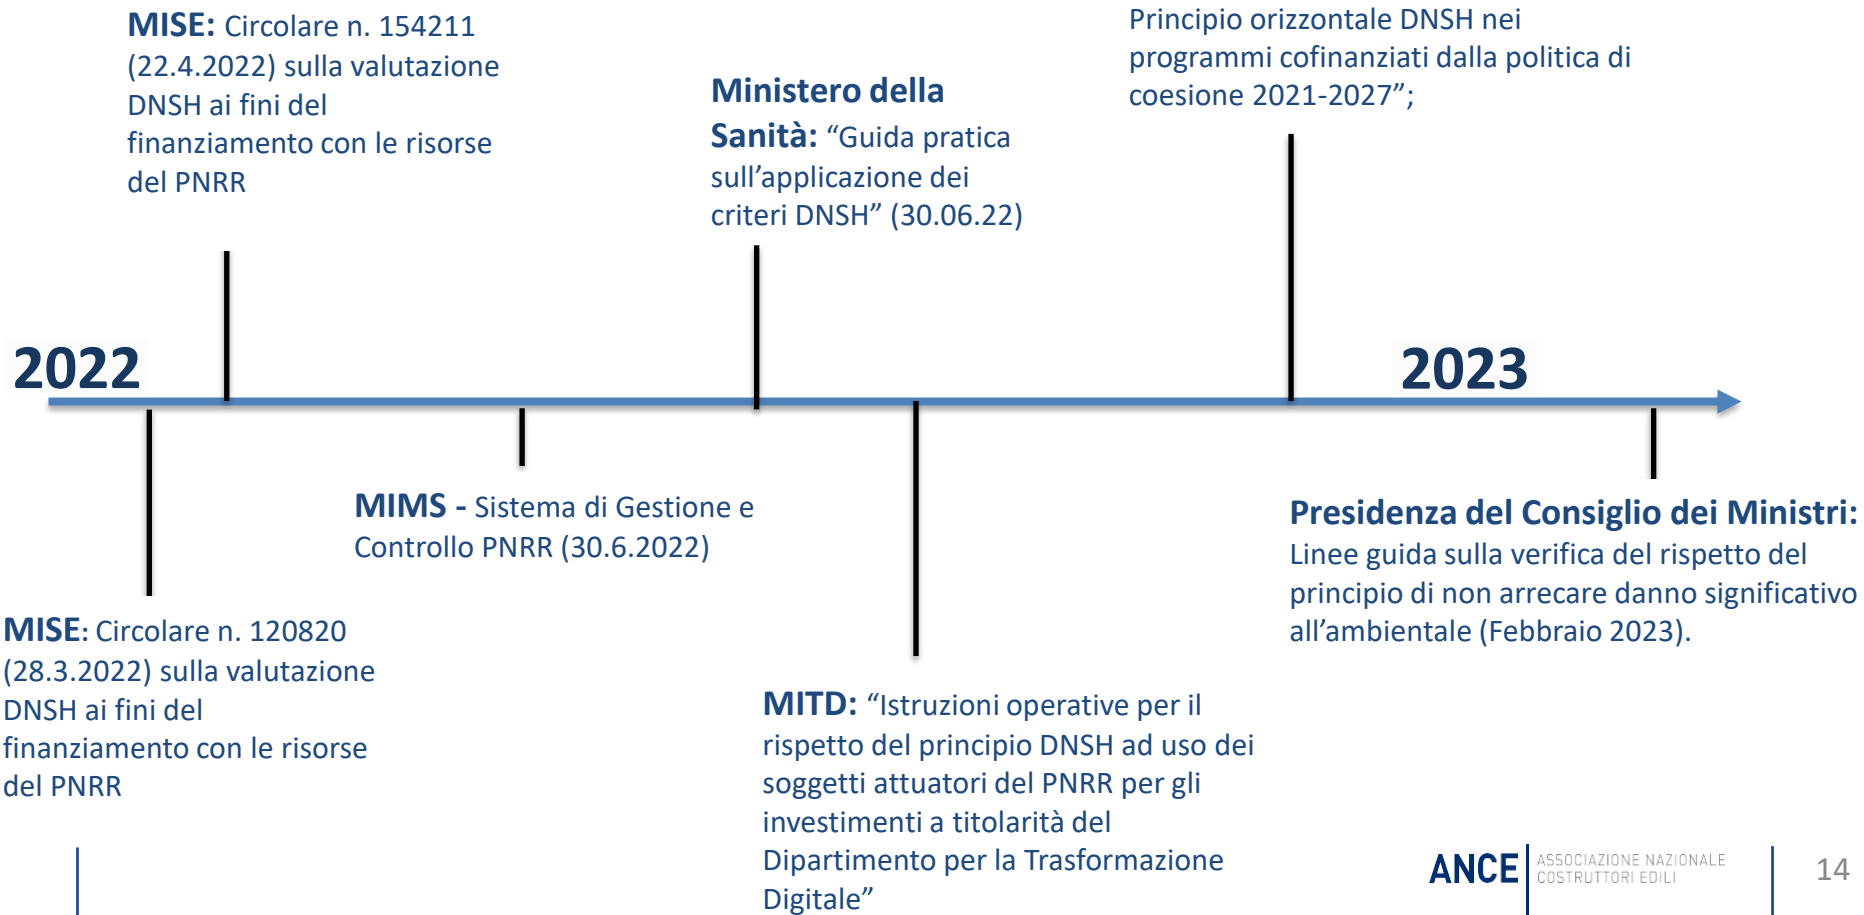 MISE: Circolare n. 154211
(22.4.2022) sulla valutazione
DNSH ai fini del
finanziamento con le risorse
del PNRR
Ministero della
Sanità: “Guida pratica
sull’applicazione dei
criteri DNSH” (30.06.22)
Principio orizzontale DNSH nei
programmi cofinanziati dalla politica di
coesione 2021-2027”;
2022
2023
MISE: Circolare n. 120820
(28.3.2022) sulla valutazione
DNSH ai fini del
finanziamento con le risorse
del PNRR
MIMS - Sistema di Gestione e
Controllo PNRR (30.6.2022)
MITD: “Istruzioni operative per il
rispetto del principio DNSH ad uso dei
soggetti attuatori del PNRR per gli
investimenti a titolarità del
Dipartimento per la Trasformazione
Digitale”
Presidenza del Consiglio dei Ministri:
Linee guida sulla verifica del rispetto del
principio di non arrecare danno significativo
all’ambientale (Febbraio 2023).
ANCE
ASSOCIAZIONE NAZIONALE
COSTRUTTORI EDILI
14